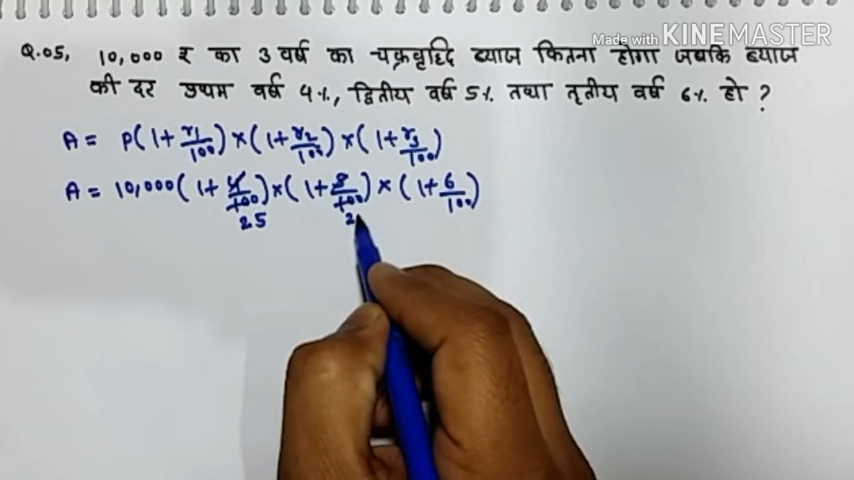 Made with KINEMASTER
Q.05, 10,000 ₹ का 3 वर्ष का चक्रवृद्धि ब्याज कितना होगा जबकि ब्याज
की दर प्रथम वर्ष 4%, द्वितीय वर्ष 5% तथा तृतीय वर्ष 6% हो ?
A = P(1+r1/100)×(1+r2/100)×(1+r3/100)
A = 10,000(1+4/100)×(1+5/100)×(1+6/100)
25 2